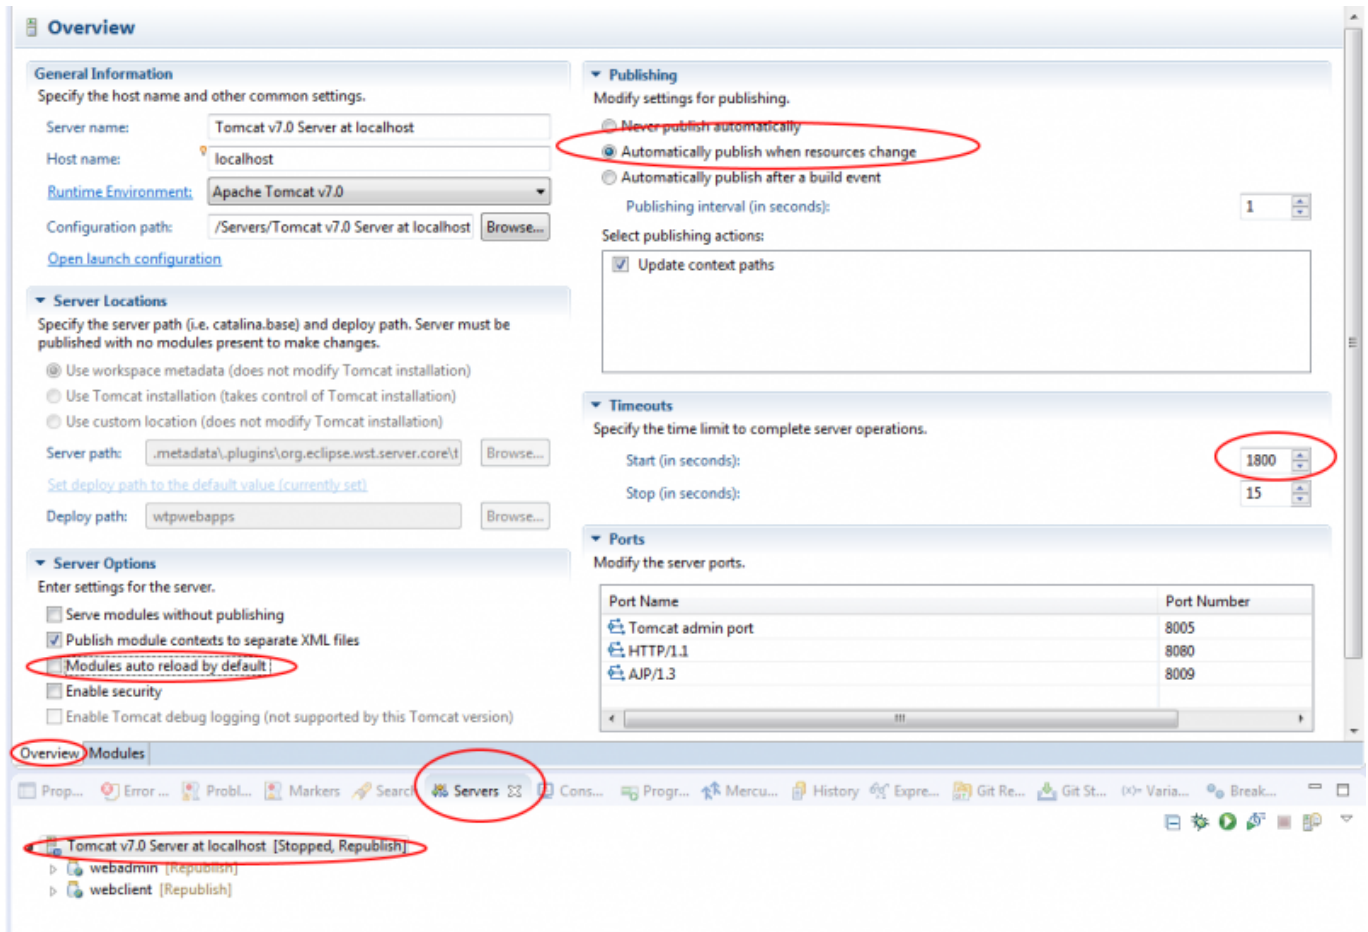 Overview
General Information
Specify the host name and other common settings.
Server name: Tomcat v7.0 Server at localhost
Host name: localhost
Runtime Environment: Apache Tomcat v7.0
Configuration path: /Servers/Tomcat v7.0 Server at localhost Browse...
Open launch configuration
Server Locations
Specify the server path (i.e. catalina.base) and deploy path. Server must be
published with no modules present to make changes.
Use workspace metadata (does not modify Tomcat installation)
Use Tomcat installation (takes control of Tomcat installation)
Use custom location (does not modify Tomcat installation)
Server path: .metadata\.plugins\org.eclipse.wst.server.core\t Browse...
Set deploy path to the default value (currently set)
Deploy path: wtpwebapps Browse...
Server Options
Enter settings for the server.
Serve modules without publishing
Publish module contexts to separate XML files
Modules auto reload by default
Enable security
Enable Tomcat debug logging (not supported by this Tomcat version)
Publishing
Modify settings for publishing.
Never publish automatically
Automatically publish when resources change
Automatically publish after a build event
Publishing interval (in seconds): 1
Select publishing actions:
Update context paths
Timeouts
Specify the time limit to complete server operations.
Start (in seconds): 1800
Stop (in seconds): 15
Ports
Modify the server ports.
Port Name Port Number
Tomcat admin port 8005
HTTP/1.1 8080
AJP/1.3 8009
Overview Modules
Prop... Error ... Probl... Markers Search Servers Cons... Progr... Mercu... History Expre... Git Re... Git St... (x)= Varia... Break...
Tomcat v7.0 Server at localhost [Stopped, Republish]
webadmin [Republish]
webclient [Republish]